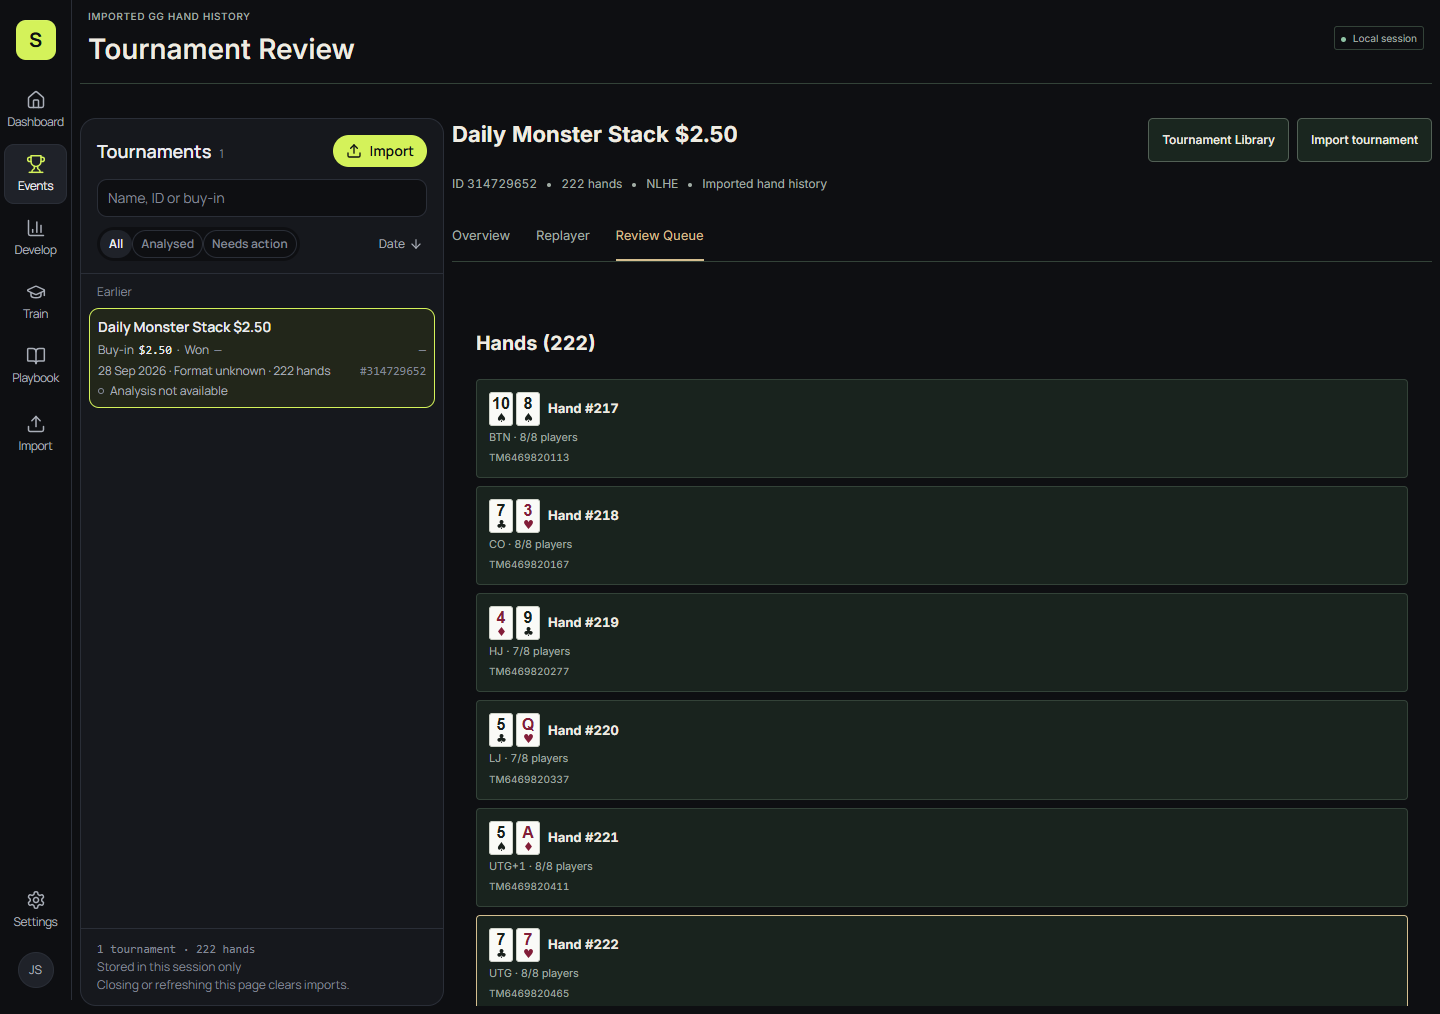 S
Dashboard
Events
Develop
Train
Playbook
Import
Settings
JS
IMPORTED GG HAND HISTORY
Tournament Review
Local session
Tournaments 1
Import
Name, ID or buy-in
All Analysed Needs action Date ↓
Earlier
Daily Monster Stack $2.50
Buy-in $2.50 · Won — —
28 Sep 2026 · Format unknown · 222 hands #314729652
Analysis not available
1 tournament · 222 hands
Stored in this session only
Closing or refreshing this page clears imports.
Daily Monster Stack $2.50
Tournament Library Import tournament
ID 314729652 • 222 hands • NLHE • Imported hand history
Overview Replayer Review Queue
Hands (222)
10♠ 8♠ Hand #217
BTN · 8/8 players
TM6469820113
7♣ 3♥ Hand #218
CO · 8/8 players
TM6469820167
4♦ 9♣ Hand #219
HJ · 7/8 players
TM6469820277
5♣ Q♥ Hand #220
LJ · 7/8 players
TM6469820337
5♠ A♦ Hand #221
UTG+1 · 8/8 players
TM6469820411
7♣ 7♥ Hand #222
UTG · 8/8 players
TM6469820465